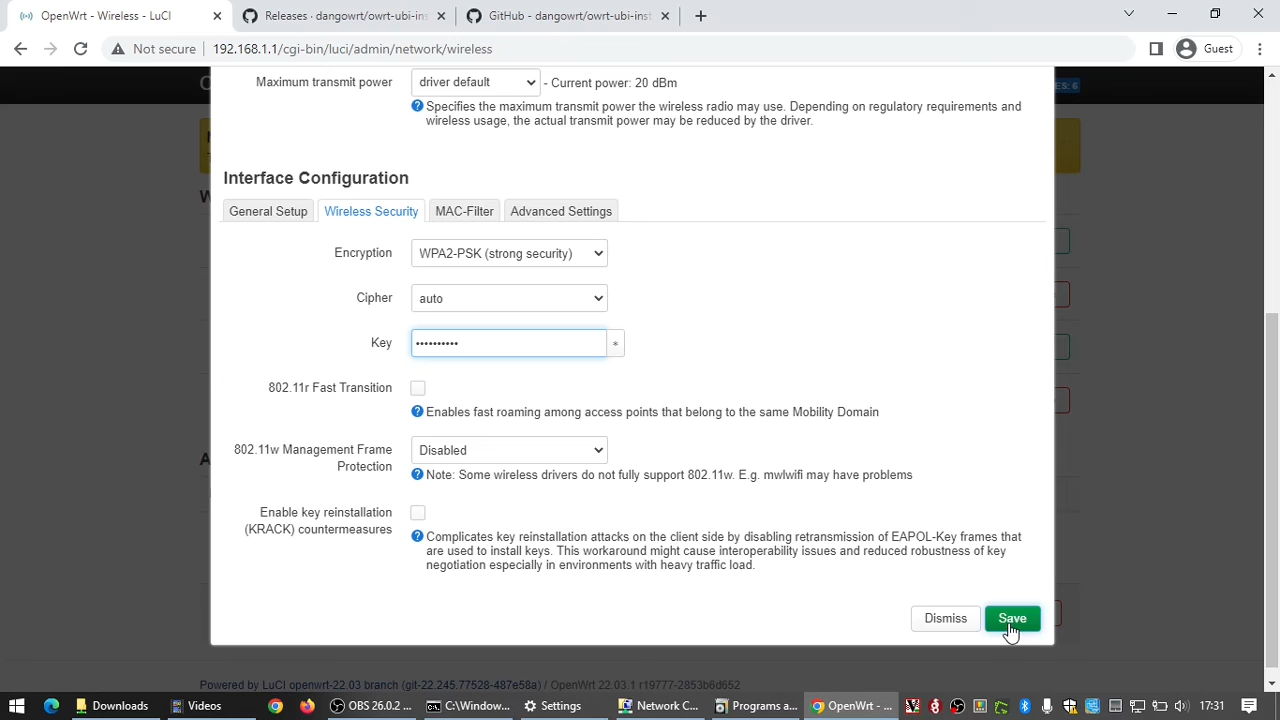 OpenWrt - Wireless - LuCI
Releases · dangowrt/owrt-ubi-inst
GitHub - dangowrt/owrt-ubi-inst
Not secure
192.168.1.1/cgi-bin/luci/admin/network/wireless
Guest
ES: 6
Maximum transmit power
driver default
- Current power: 20 dBm
Specifies the maximum transmit power the wireless radio may use. Depending on regulatory requirements and
wireless usage, the actual transmit power may be reduced by the driver.
Interface Configuration
General Setup
Wireless Security
MAC-Filter
Advanced Settings
Encryption
WPA2-PSK (strong security)
Cipher
auto
Key
••••••••••
*
802.11r Fast Transition
Enables fast roaming among access points that belong to the same Mobility Domain
802.11w Management Frame
Protection
Disabled
Note: Some wireless drivers do not fully support 802.11w. E.g. mwlwifi may have problems
Enable key reinstallation
(KRACK) countermeasures
Complicates key reinstallation attacks on the client side by disabling retransmission of EAPOL-Key frames that
are used to install keys. This workaround might cause interoperability issues and reduced robustness of key
negotiation especially in environments with heavy traffic load.
Dismiss
Save
Powered by LuCI openwrt-22.03 branch (git-22.245.77528-487e58a) / OpenWrt 22.03.1 r19777-2853b6d652
Downloads
Videos
OBS 26.0.2 ...
C:\Window...
Settings
Network C...
Programa...
OpenWrt - ...
17:31